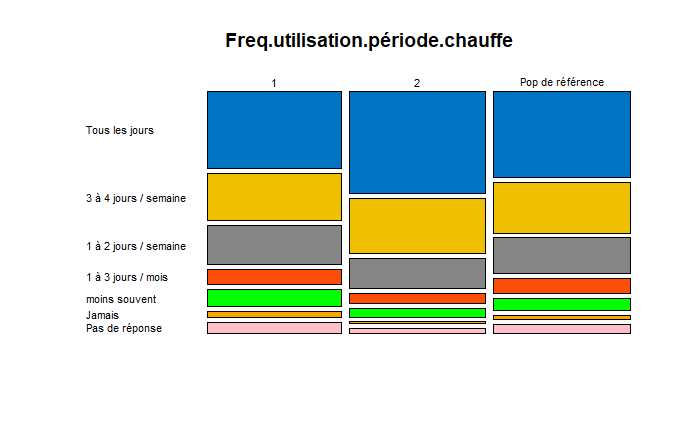 Freq.utilisation.période.chauffe
1 2 Pop de référence
Tous les jours
3 à 4 jours / semaine
1 à 2 jours / semaine
1 à 3 jours / mois
moins souvent
Jamais
Pas de réponse